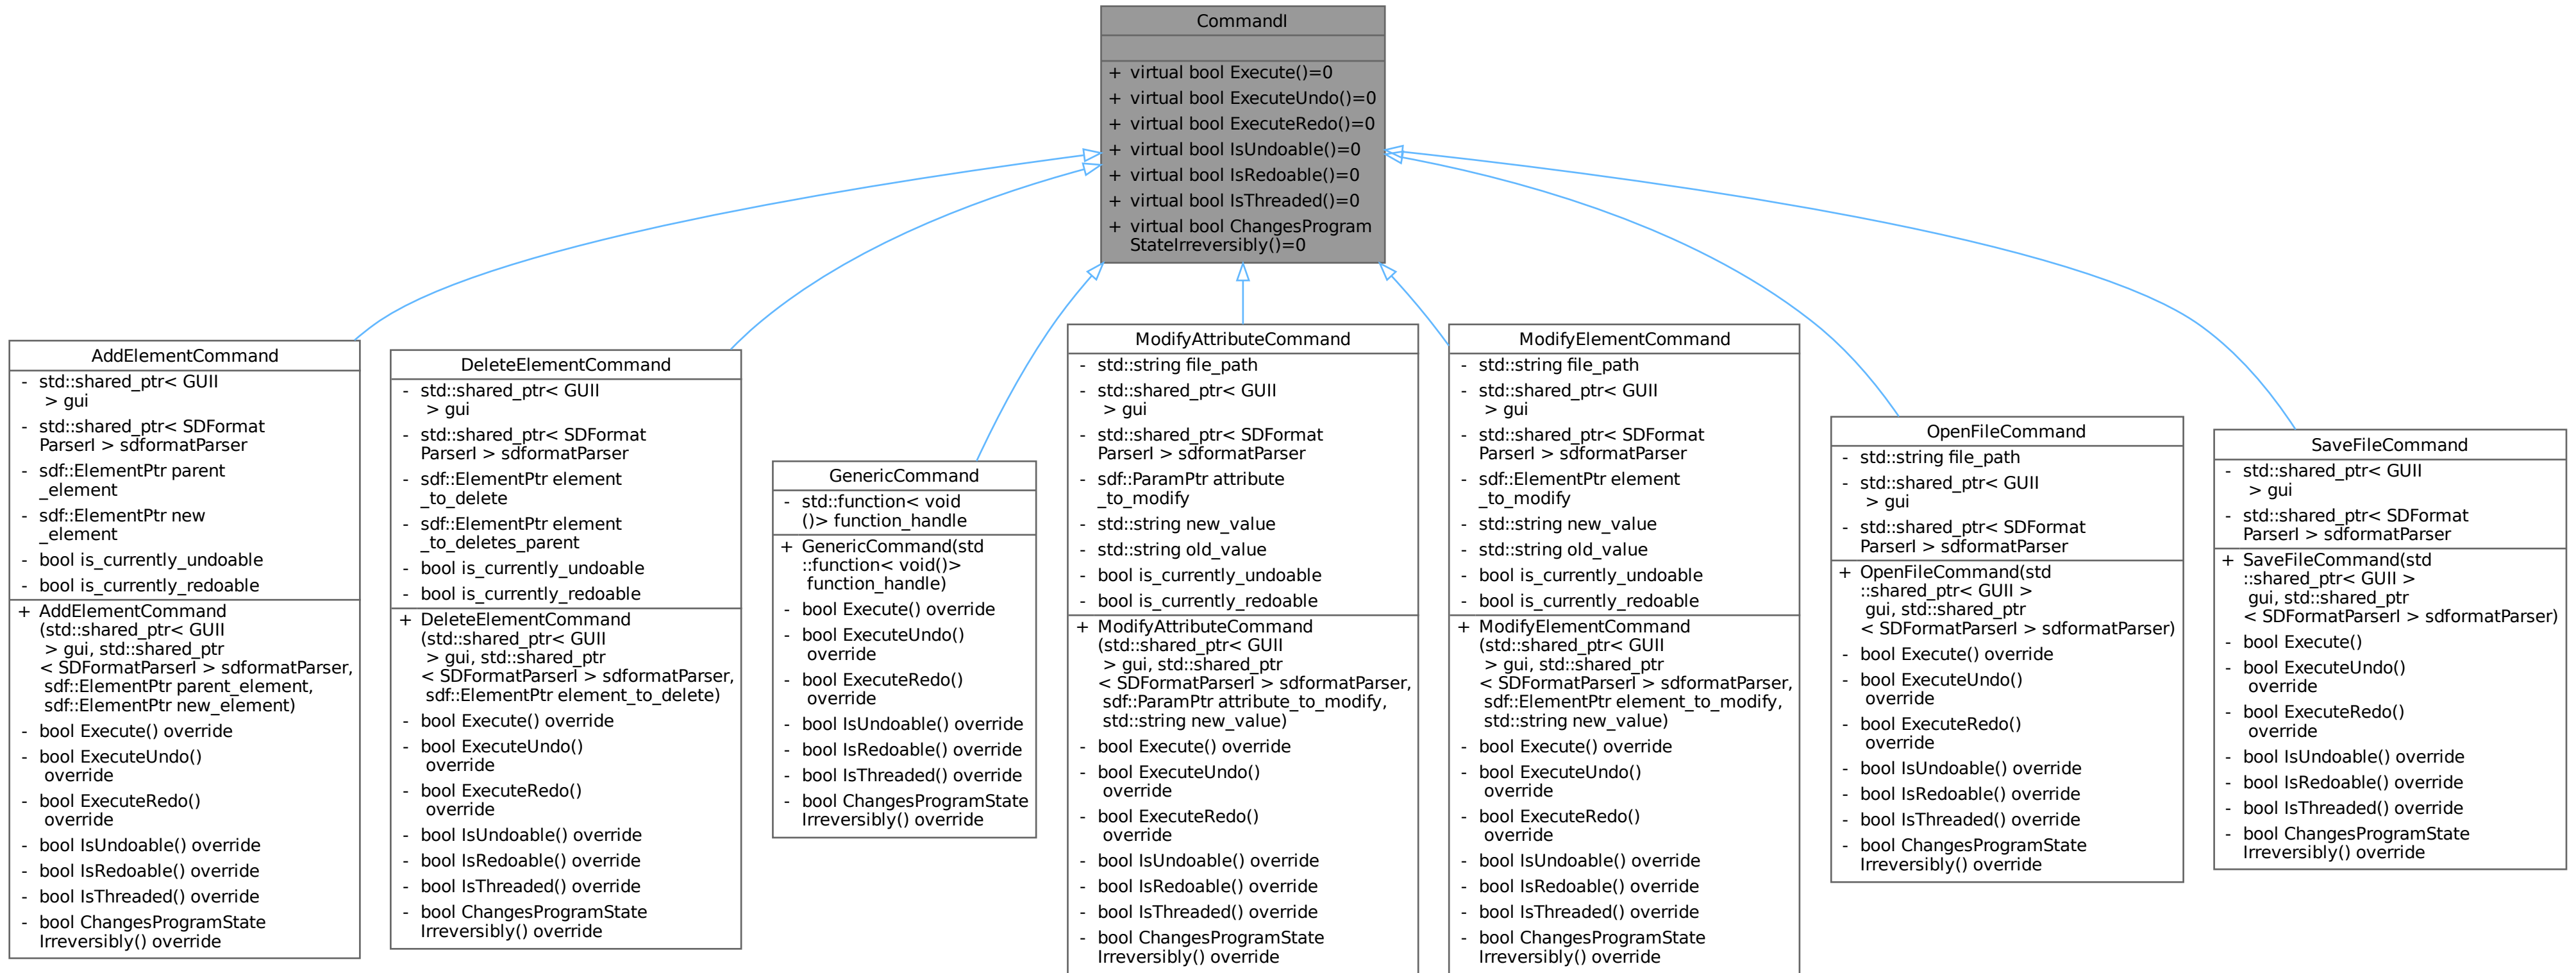 CommandI
+ virtual bool Execute()=0
+ virtual bool ExecuteUndo()=0
+ virtual bool ExecuteRedo()=0
+ virtual bool IsUndoable()=0
+ virtual bool IsRedoable()=0
+ virtual bool IsThreaded()=0
+ virtual bool ChangesProgram
StateIrreversibly()=0
AddElementCommand
- std::shared_ptr< GUII
> gui
- std::shared_ptr< SDFormat
ParserI > sdformatParser
- sdf::ElementPtr parent
_element
- sdf::ElementPtr new
_element
- bool is_currently_undoable
- bool is_currently_redoable
+ AddElementCommand
(std::shared_ptr< GUII
> gui, std::shared_ptr
< SDFormatParserI > sdformatParser,
sdf::ElementPtr parent_element,
sdf::ElementPtr new_element)
- bool Execute() override
- bool ExecuteUndo()
override
- bool ExecuteRedo()
override
- bool IsUndoable() override
- bool IsRedoable() override
- bool IsThreaded() override
- bool ChangesProgramState
Irreversibly() override
DeleteElementCommand
- std::shared_ptr< GUII
> gui
- std::shared_ptr< SDFormat
ParserI > sdformatParser
- sdf::ElementPtr element
_to_delete
- sdf::ElementPtr element
_to_deletes_parent
- bool is_currently_undoable
- bool is_currently_redoable
+ DeleteElementCommand
(std::shared_ptr< GUII
> gui, std::shared_ptr
< SDFormatParserI > sdformatParser,
sdf::ElementPtr element_to_delete)
- bool Execute() override
- bool ExecuteUndo()
override
- bool ExecuteRedo()
override
- bool IsUndoable() override
- bool IsRedoable() override
- bool IsThreaded() override
- bool ChangesProgramState
Irreversibly() override
GenericCommand
- std::function< void
()> function_handle
+ GenericCommand(std
::function< void()>
function_handle)
- bool Execute() override
- bool ExecuteUndo()
override
- bool ExecuteRedo()
override
- bool IsUndoable() override
- bool IsRedoable() override
- bool IsThreaded() override
- bool ChangesProgramState
Irreversibly() override
ModifyAttributeCommand
- std::string file_path
- std::shared_ptr< GUII
> gui
- std::shared_ptr< SDFormat
ParserI > sdformatParser
- sdf::ParamPtr attribute
_to_modify
- std::string new_value
- std::string old_value
- bool is_currently_undoable
- bool is_currently_redoable
+ ModifyAttributeCommand
(std::shared_ptr< GUII
> gui, std::shared_ptr
< SDFormatParserI > sdformatParser,
sdf::ParamPtr attribute_to_modify,
std::string new_value)
- bool Execute() override
- bool ExecuteUndo()
override
- bool ExecuteRedo()
override
- bool IsUndoable() override
- bool IsRedoable() override
- bool IsThreaded() override
- bool ChangesProgramState
Irreversibly() override
ModifyElementCommand
- std::string file_path
- std::shared_ptr< GUII
> gui
- std::shared_ptr< SDFormat
ParserI > sdformatParser
- sdf::ElementPtr element
_to_modify
- std::string new_value
- std::string old_value
- bool is_currently_undoable
- bool is_currently_redoable
+ ModifyElementCommand
(std::shared_ptr< GUII
> gui, std::shared_ptr
< SDFormatParserI > sdformatParser,
sdf::ElementPtr element_to_modify,
std::string new_value)
- bool Execute() override
- bool ExecuteUndo()
override
- bool ExecuteRedo()
override
- bool IsUndoable() override
- bool IsRedoable() override
- bool IsThreaded() override
- bool ChangesProgramState
Irreversibly() override
OpenFileCommand
- std::string file_path
- std::shared_ptr< GUII
> gui
- std::shared_ptr< SDFormat
ParserI > sdformatParser
+ OpenFileCommand(std
::shared_ptr< GUII >
gui, std::shared_ptr
< SDFormatParserI > sdformatParser)
- bool Execute() override
- bool ExecuteUndo()
override
- bool ExecuteRedo()
override
- bool IsUndoable() override
- bool IsRedoable() override
- bool IsThreaded() override
- bool ChangesProgramState
Irreversibly() override
SaveFileCommand
- std::shared_ptr< GUII
> gui
- std::shared_ptr< SDFormat
ParserI > sdformatParser
+ SaveFileCommand(std
::shared_ptr< GUII >
gui, std::shared_ptr
< SDFormatParserI > sdformatParser)
- bool Execute()
- bool ExecuteUndo()
override
- bool ExecuteRedo()
override
- bool IsUndoable() override
- bool IsRedoable() override
- bool IsThreaded() override
- bool ChangesProgramState
Irreversibly() override